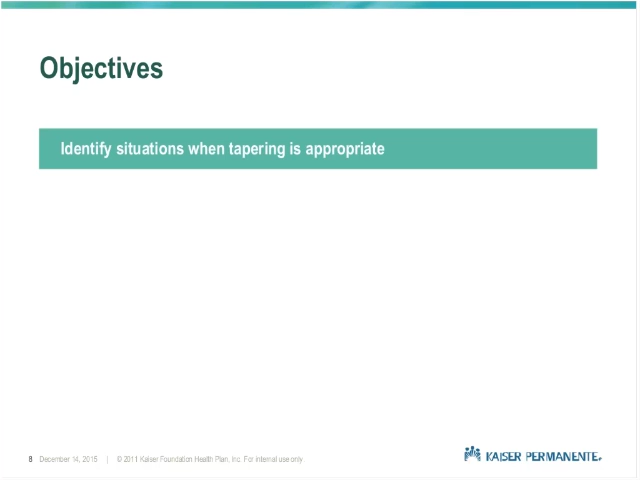 Objectives
Identify situations when tapering is appropriate
8 December 14, 2015 | © 2011 Kaiser Foundation Health Plan, Inc. For internal use only
KAISER PERMANENTE.